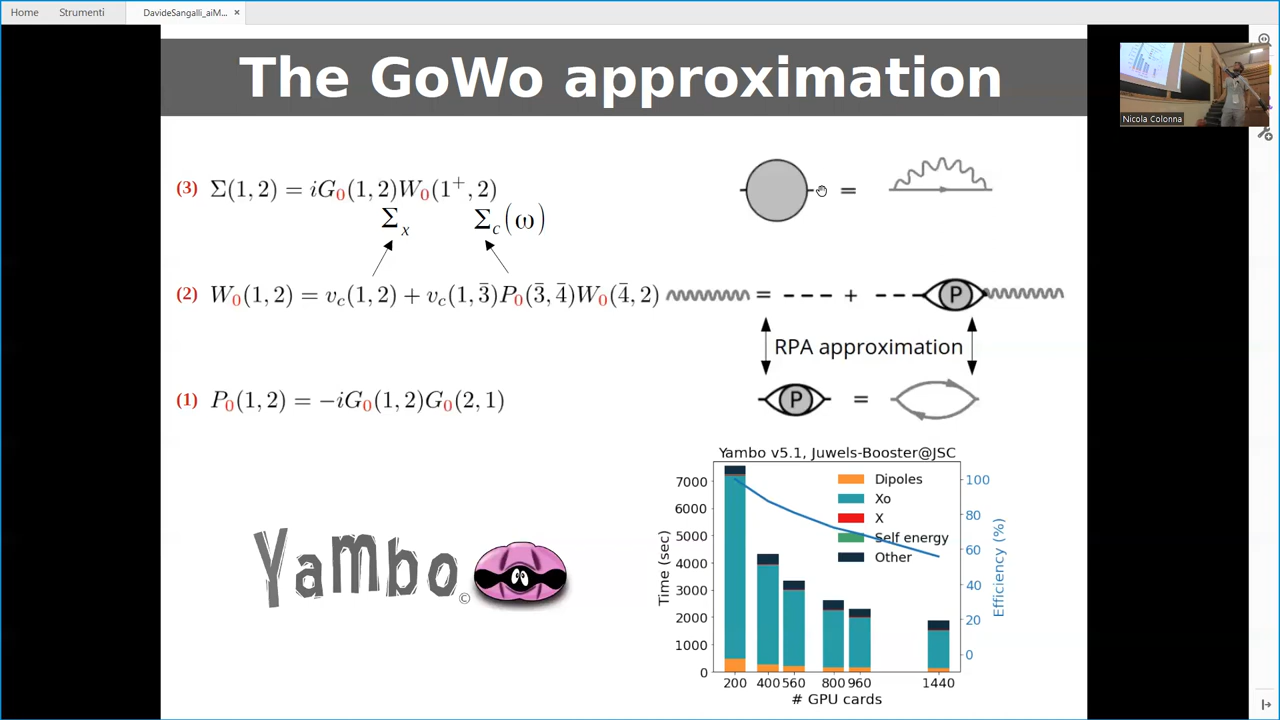 Home Strumenti DavideSangalli_aiM... ×
The GoWo approximation
Nicola Colonna
(3) Σ(1, 2) = iG₀(1, 2)W₀(1⁺, 2)
=
Σₓ Σ_c(ω)
(2) W₀(1, 2) = v_c(1, 2) + v_c(1, 3̄)P₀(3̄, 4̄)W₀(4̄, 2) = + P
RPA approximation
(1) P₀(1, 2) = −iG₀(1, 2)G₀(2, 1)
P =
Yambo ©
Yambo v5.1, Juwels-Booster@JSC
Time (sec)
7000
6000
5000
4000
3000
2000
1000
0
Dipoles
Xo
X
Self energy
Other
100
80
60
40
20
0
Efficiency (%)
200 400 560 800 960 1440
# GPU cards